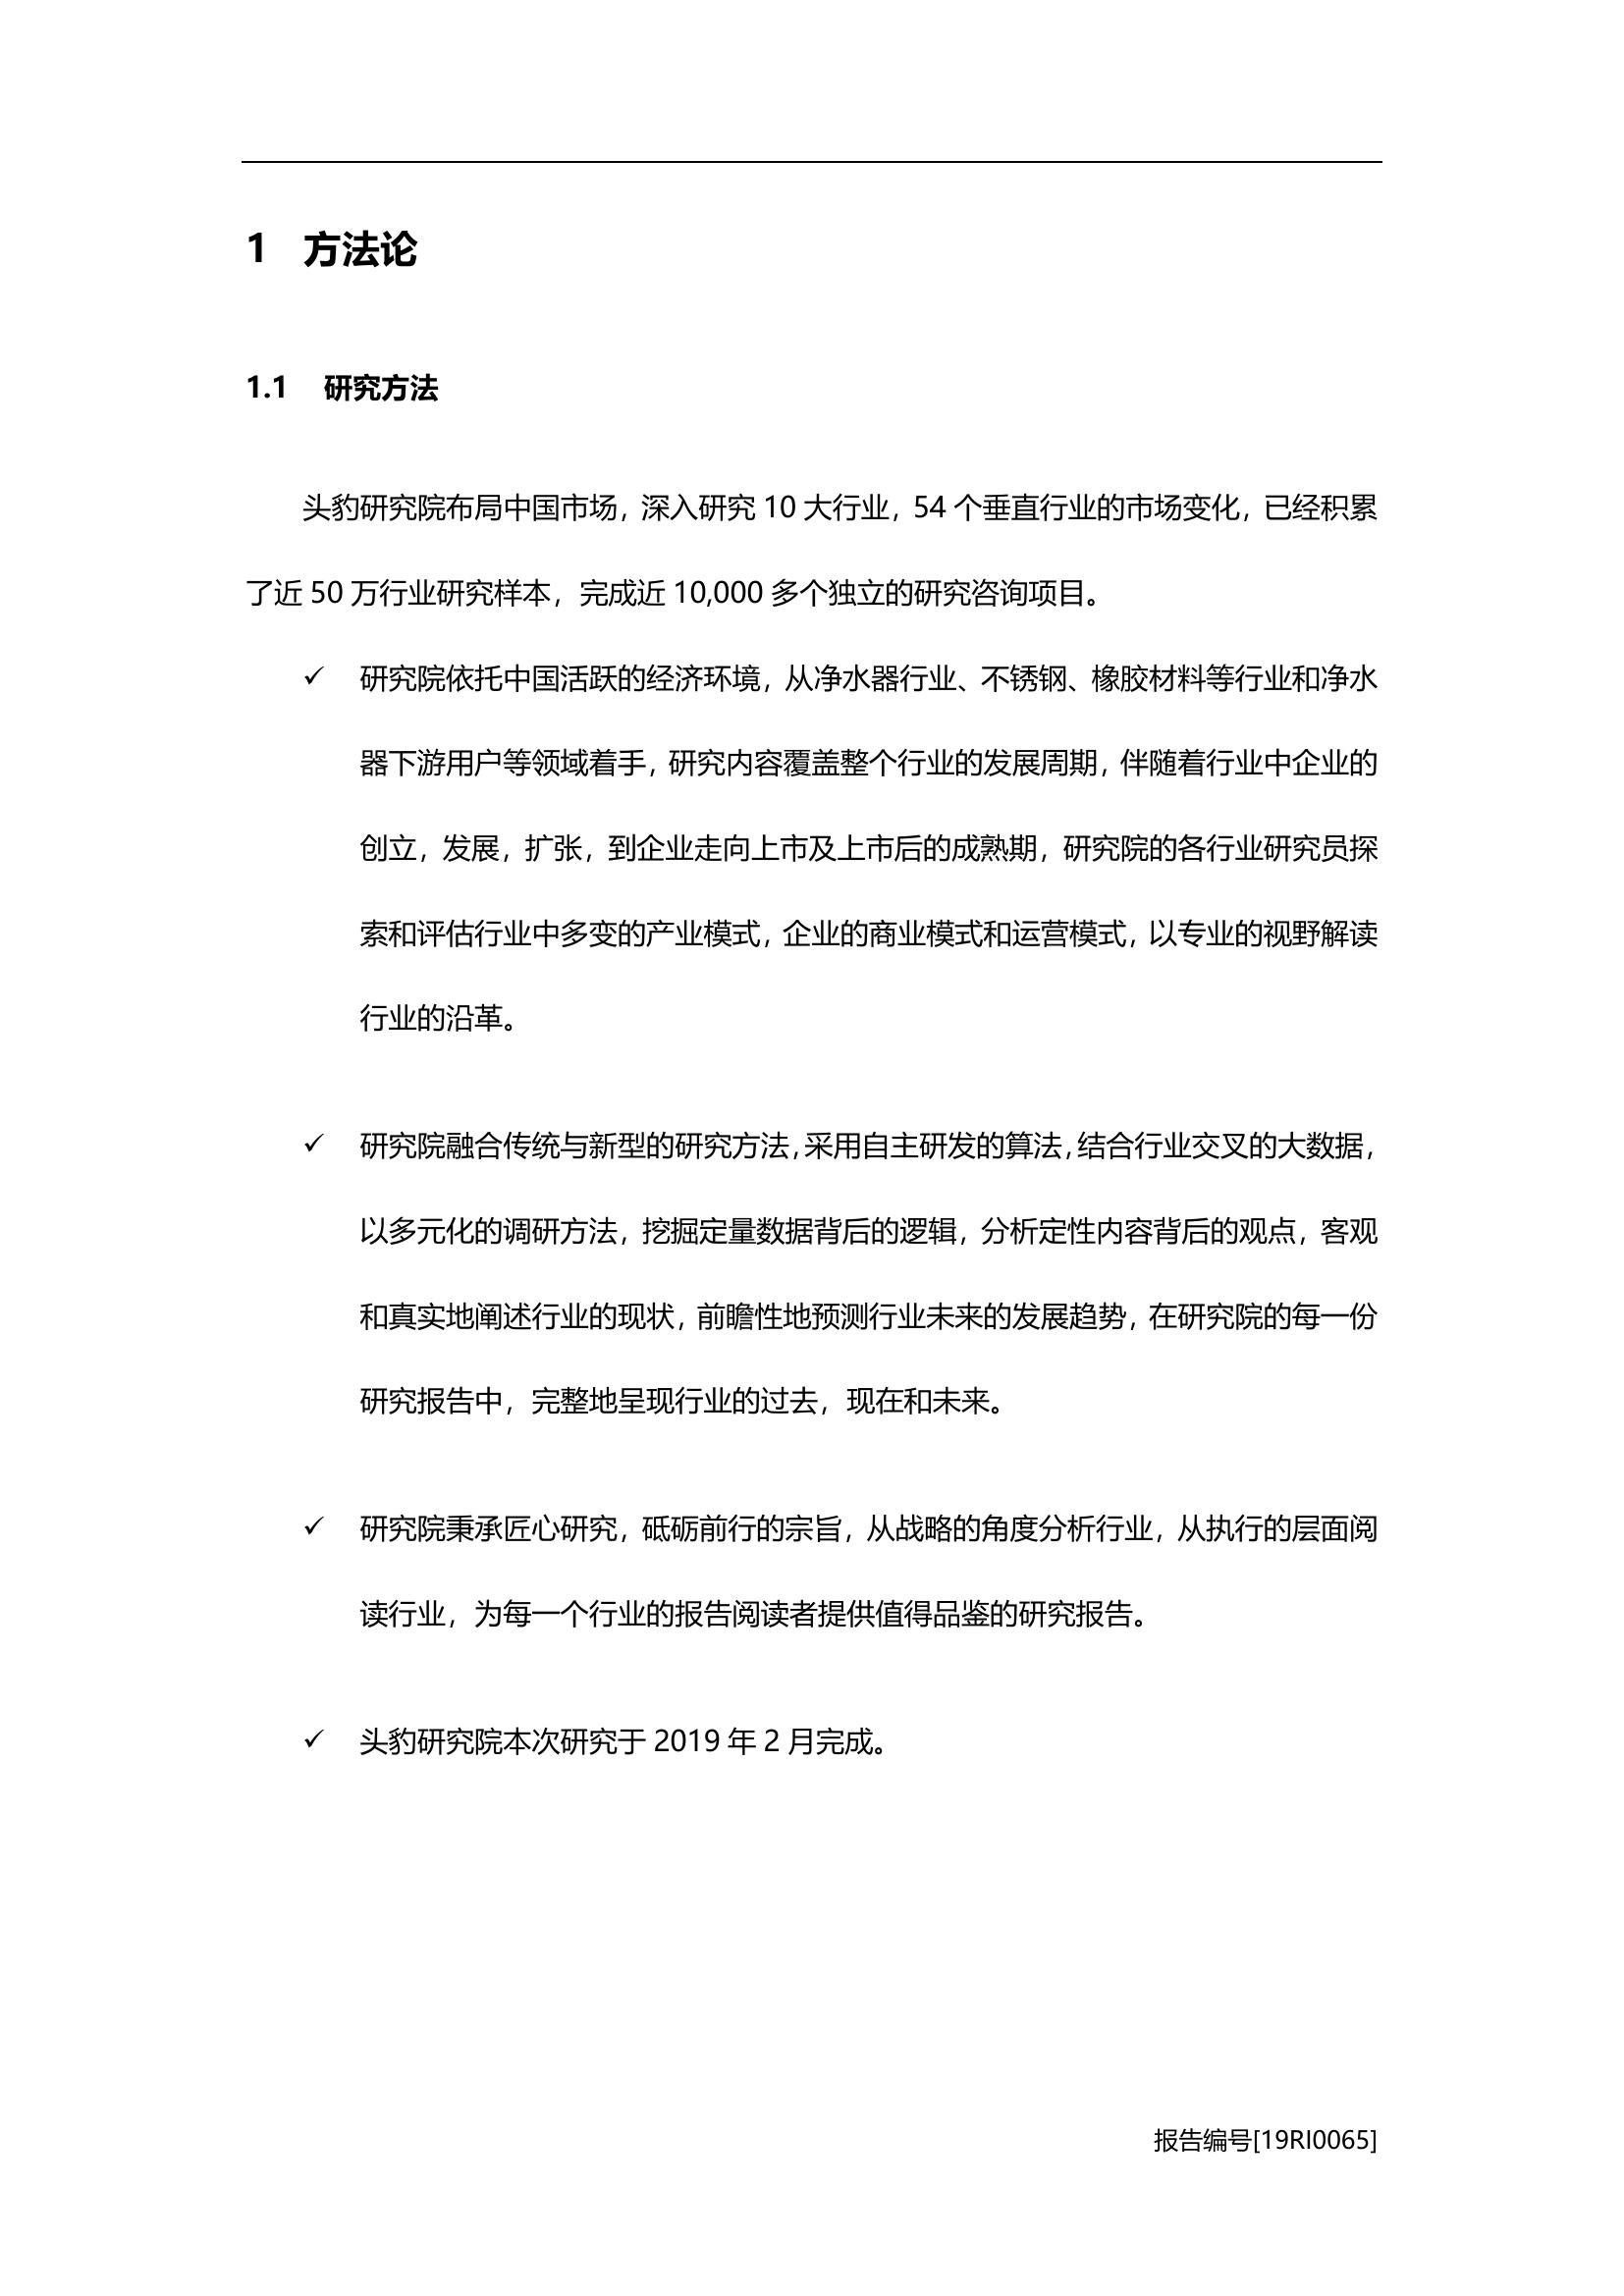 1 方法论
1.1 研究方法
头豹研究院布局中国市场，深入研究 10 大行业，54 个垂直行业的市场变化，已经积累
了近 50 万行业研究样本，完成近 10,000 多个独立的研究咨询项目。
✓ 研究院依托中国活跃的经济环境，从净水器行业、不锈钢、橡胶材料等行业和净水
器下游用户等领域着手，研究内容覆盖整个行业的发展周期，伴随着行业中企业的
创立，发展，扩张，到企业走向上市及上市后的成熟期，研究院的各行业研究员探
索和评估行业中多变的产业模式，企业的商业模式和运营模式，以专业的视野解读
行业的沿革。
✓ 研究院融合传统与新型的研究方法，采用自主研发的算法，结合行业交叉的大数据，
以多元化的调研方法，挖掘定量数据背后的逻辑，分析定性内容背后的观点，客观
和真实地阐述行业的现状，前瞻性地预测行业未来的发展趋势，在研究院的每一份
研究报告中，完整地呈现行业的过去，现在和未来。
✓ 研究院秉承匠心研究，砥砺前行的宗旨，从战略的角度分析行业，从执行的层面阅
读行业，为每一个行业的报告阅读者提供值得品鉴的研究报告。
✓ 头豹研究院本次研究于 2019 年 2 月完成。
报告编号[19RI0065]